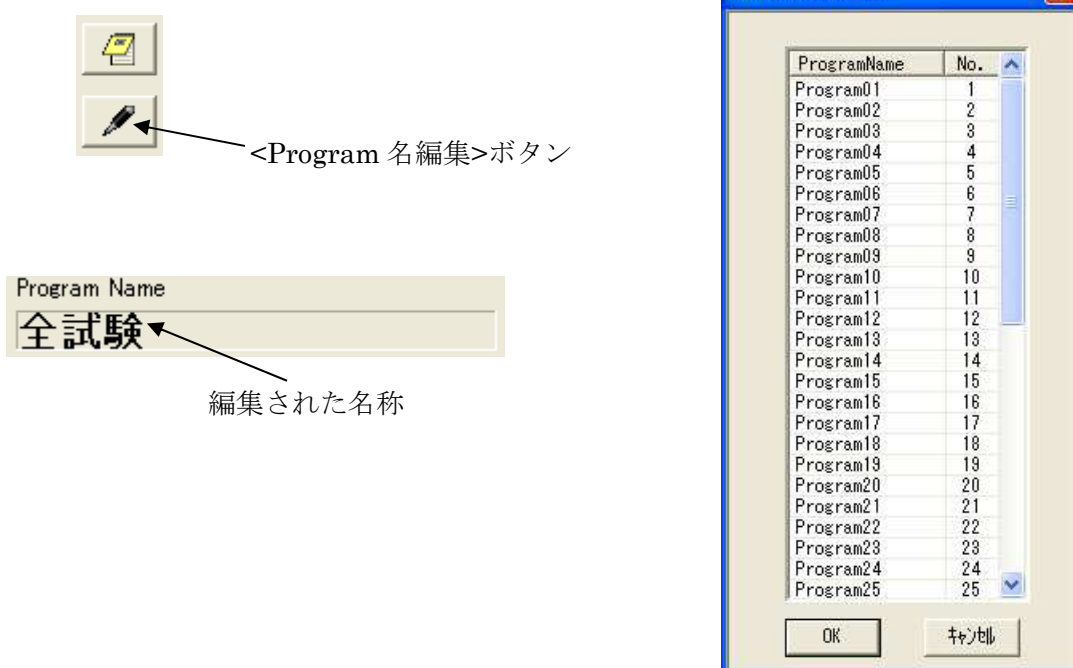 <Program 名編集>ボタン
Program Name
全試験
編集された名称
ProgramName No.
Program01 1
Program02 2
Program03 3
Program04 4
Program05 5
Program06 6
Program07 7
Program08 8
Program09 9
Program10 10
Program11 11
Program12 12
Program13 13
Program14 14
Program15 15
Program16 16
Program17 17
Program18 18
Program19 19
Program20 20
Program21 21
Program22 22
Program23 23
Program24 24
Program25 25
OK ｷｬﾝｾﾙ